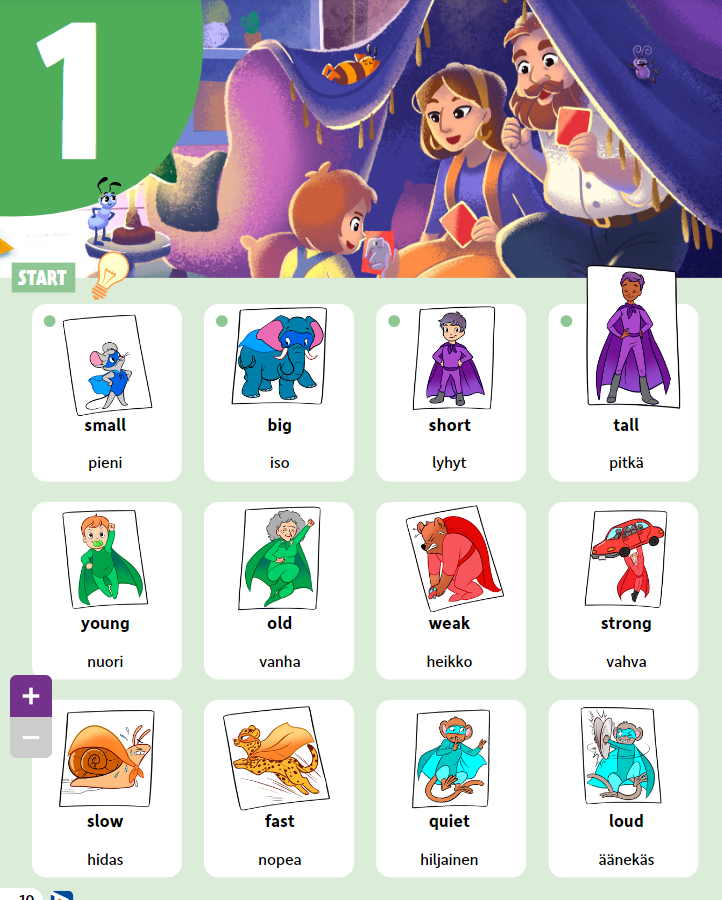 1
START
small
big
short
tall
pieni
iso
lyhyt
pitkä
young
old
weak
strong
nuori
vanha
heikko
vahva
+
−
slow
fast
quiet
loud
hidas
nopea
hiljainen
äänekäs
10